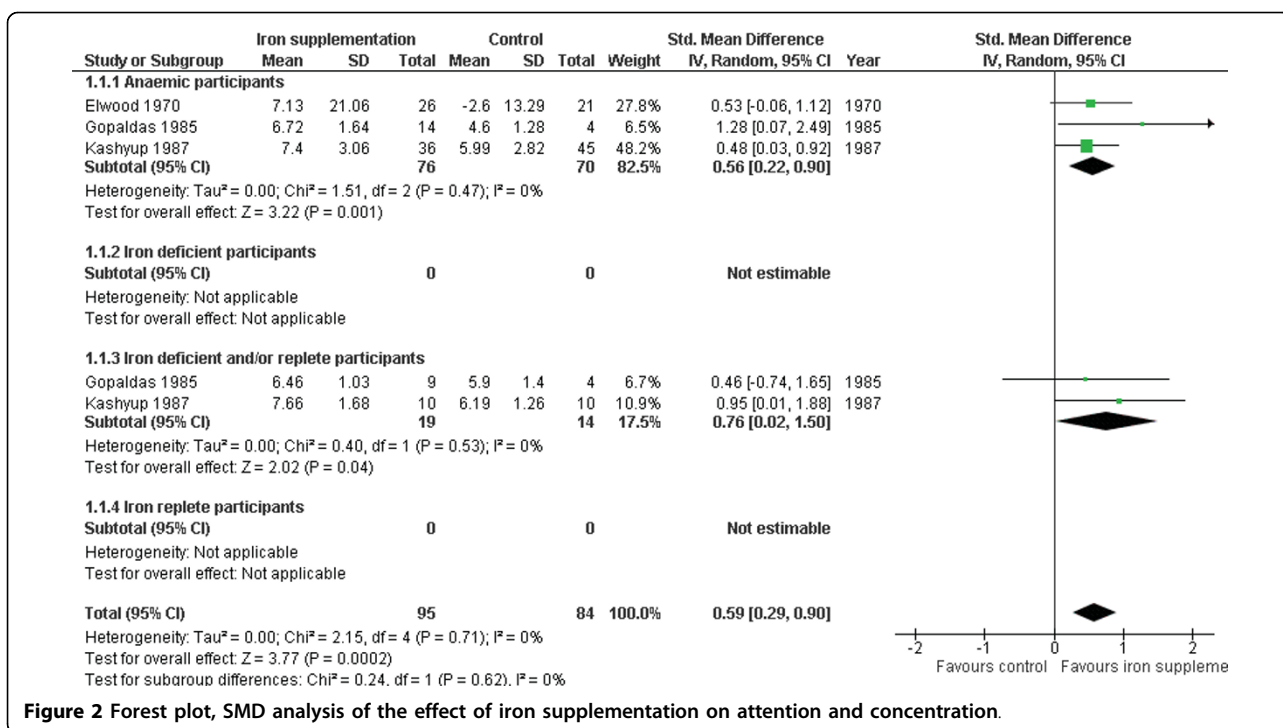 Iron supplementation Control Std. Mean Difference Std. Mean Difference
Study or Subgroup Mean SD Total Mean SD Total Weight IV, Random, 95% CI Year IV, Random, 95% CI
1.1.1 Anaemic participants
Elwood 1970 7.13 21.06 26 -2.6 13.29 21 27.8% 0.53 [-0.06, 1.12] 1970
Gopaldas 1985 6.72 1.64 14 4.6 1.28 4 6.5% 1.28 [0.07, 2.49] 1985
Kashyup 1987 7.4 3.06 36 5.99 2.82 45 48.2% 0.48 [0.03, 0.92] 1987
Subtotal (95% CI) 76 70 82.5% 0.56 [0.22, 0.90]
Heterogeneity: Tau² = 0.00; Chi² = 1.51, df = 2 (P = 0.47); I² = 0%
Test for overall effect: Z = 3.22 (P = 0.001)
1.1.2 Iron deficient participants
Subtotal (95% CI) 0 0 Not estimable
Heterogeneity: Not applicable
Test for overall effect: Not applicable
1.1.3 Iron deficient and/or replete participants
Gopaldas 1985 6.46 1.03 9 5.9 1.4 4 6.7% 0.46 [-0.74, 1.65] 1985
Kashyup 1987 7.66 1.68 10 6.19 1.26 10 10.9% 0.95 [0.01, 1.88] 1987
Subtotal (95% CI) 19 14 17.5% 0.76 [0.02, 1.50]
Heterogeneity: Tau² = 0.00; Chi² = 0.40, df = 1 (P = 0.53); I² = 0%
Test for overall effect: Z = 2.02 (P = 0.04)
1.1.4 Iron replete participants
Subtotal (95% CI) 0 0 Not estimable
Heterogeneity: Not applicable
Test for overall effect: Not applicable
Total (95% CI) 95 84 100.0% 0.59 [0.29, 0.90]
Heterogeneity: Tau² = 0.00; Chi² = 2.15, df = 4 (P = 0.71); I² = 0%
Test for overall effect: Z = 3.77 (P = 0.0002)
Test for subgroup differences: Chi² = 0.24, df = 1 (P = 0.62), I² = 0%
-2 -1 0 1 2
Favours control Favours iron suppleme
Figure 2 Forest plot, SMD analysis of the effect of iron supplementation on attention and concentration.